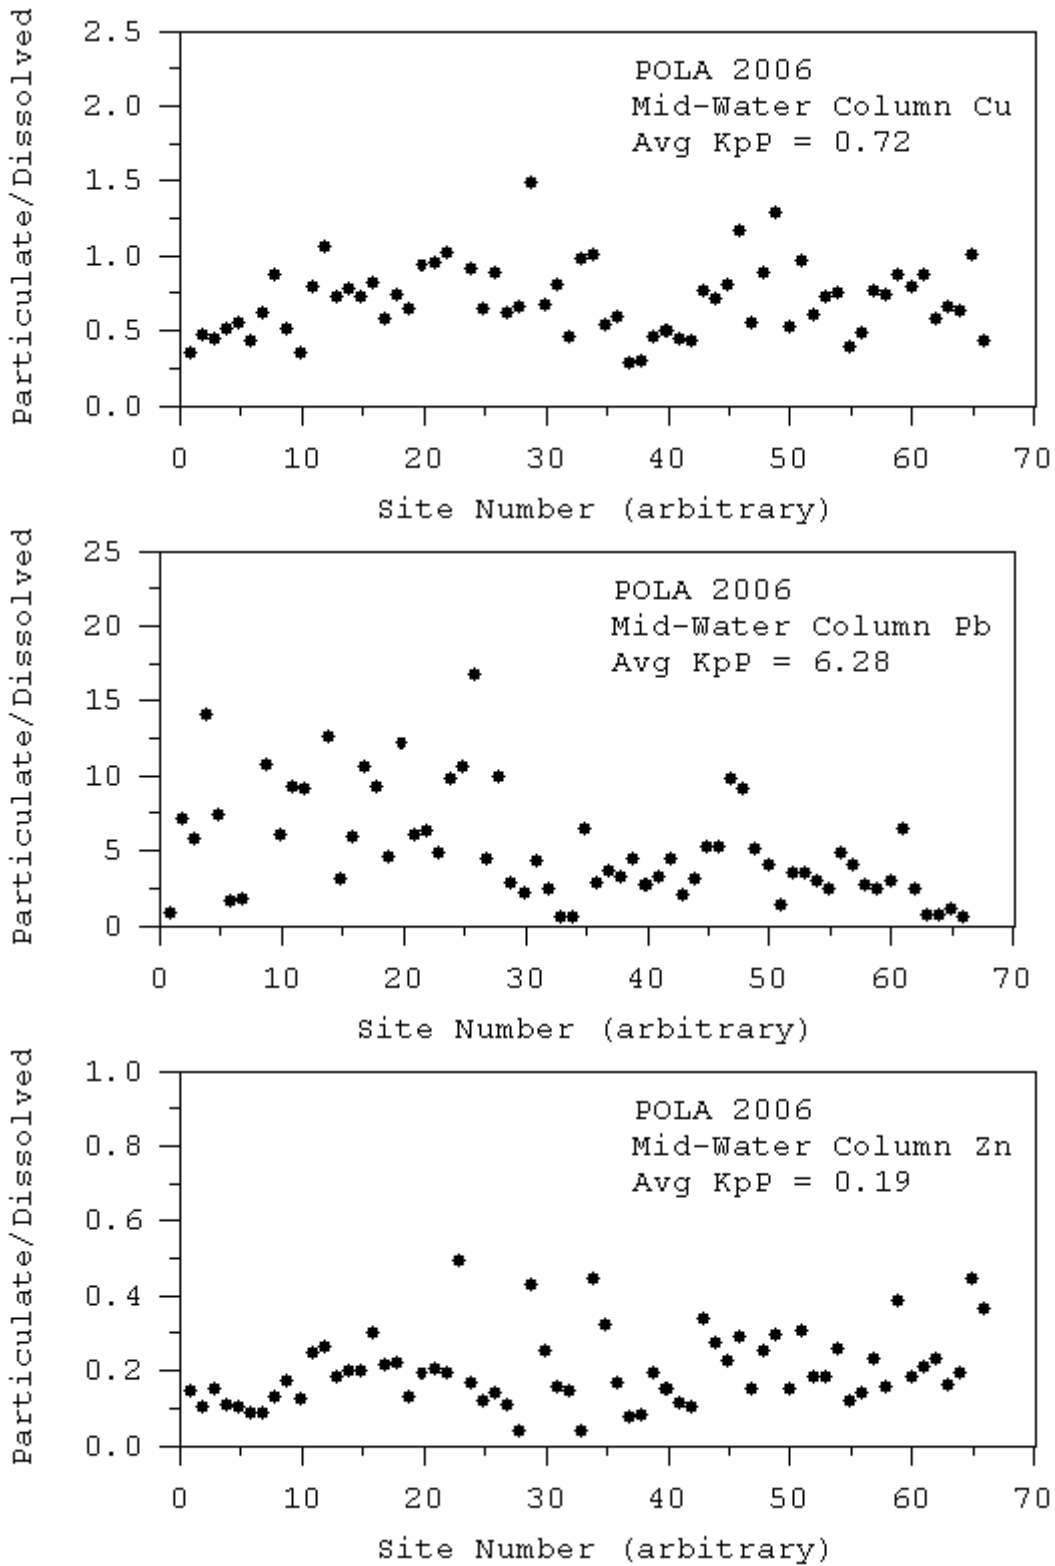 Particulate/Dissolved
2.5
2.0
1.5
1.0
0.5
0.0
POLA 2006
Mid-Water Column Cu
Avg KpP = 0.72
0 10 20 30 40 50 60 70
Site Number (arbitrary)
Particulate/Dissolved
25
20
15
10
5
0
POLA 2006
Mid-Water Column Pb
Avg KpP = 6.28
0 10 20 30 40 50 60 70
Site Number (arbitrary)
Particulate/Dissolved
1.0
0.8
0.6
0.4
0.2
0.0
POLA 2006
Mid-Water Column Zn
Avg KpP = 0.19
0 10 20 30 40 50 60 70
Site Number (arbitrary)